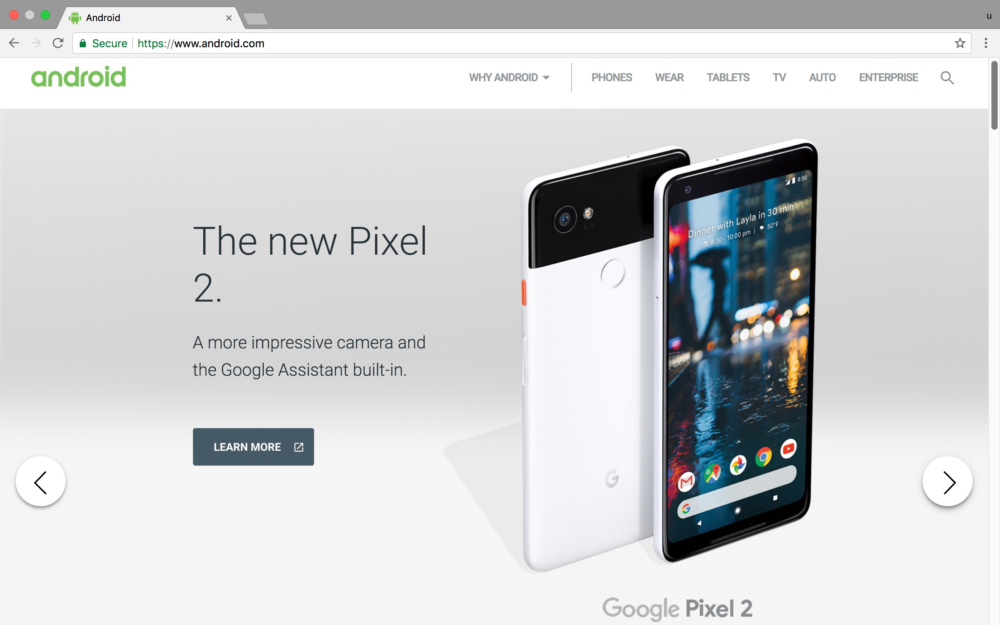 Android
u
Secure https://www.android.com
android
WHY ANDROID PHONES WEAR TABLETS TV AUTO ENTERPRISE
8:00
Dinner with Layla in 30 min
8:30 - 10:00 pm | 50°F
The new Pixel
2.
A more impressive camera and
the Google Assistant built-in.
LEARN MORE
G
Google Pixel 2